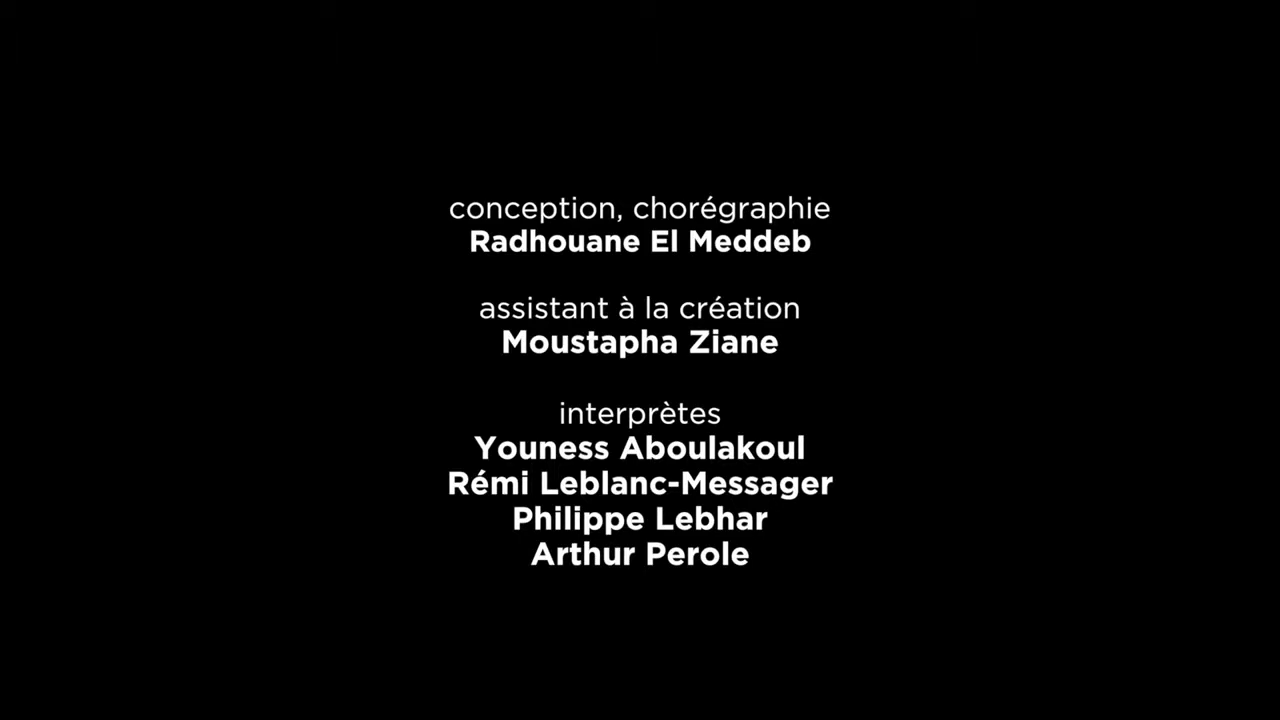 conception, chorégraphie
Radhouane El Meddeb
assistant à la création
Moustapha Ziane
interprètes
Youness Aboulakoul
Rémi Leblanc-Messager
Philippe Lebhar
Arthur Perole